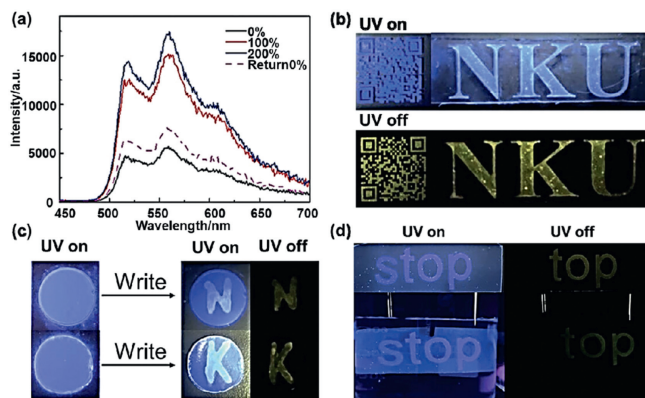 (a)
15000
10000
5000
0
Intensity/a.u.
450
500
550
600
650
700
Wavelength/nm
0%
100%
200%
Return0%
(b)
UV on
NKU
UV off
NKU
(c)
UV on
Write
UV on
UV off
N
N
Write
K
K
(d)
UV on
UV off
stop
top
stop
top